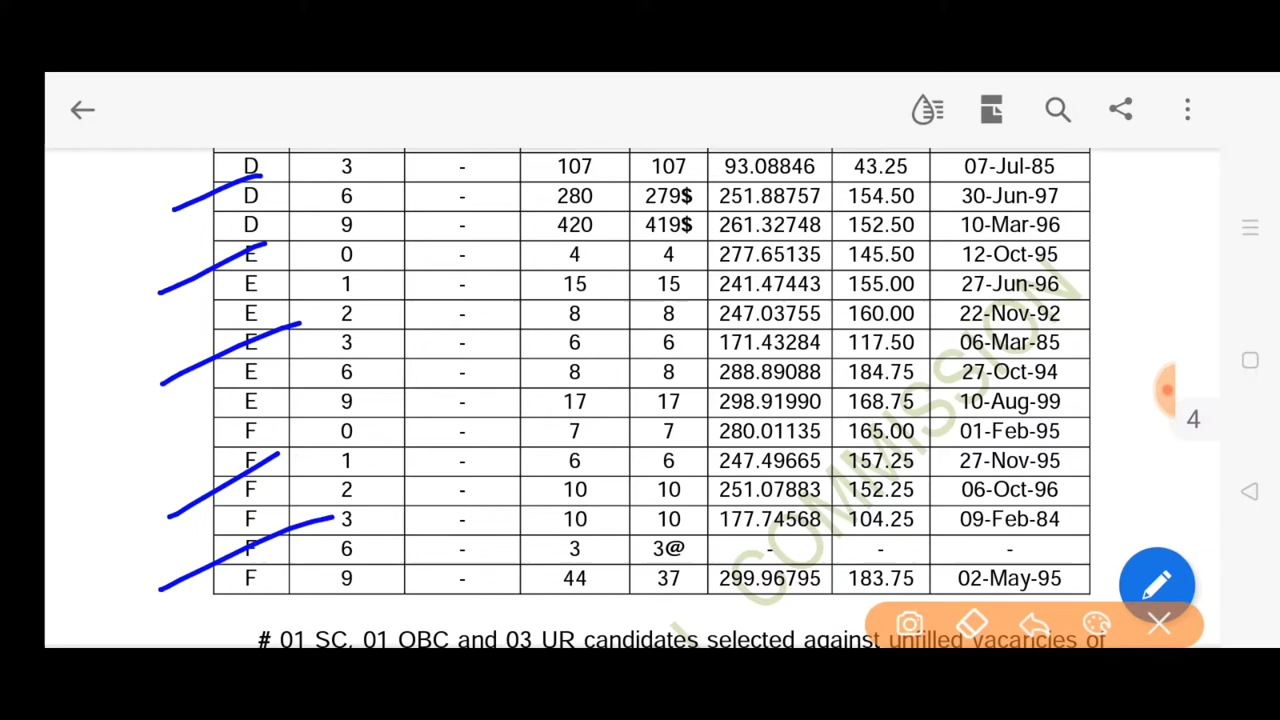 D 3 - 107 107 93.08846 43.25 07-Jul-85
D 6 - 280 279$ 251.88757 154.50 30-Jun-97
D 9 - 420 419$ 261.32748 152.50 10-Mar-96
E 0 - 4 4 277.65135 145.50 12-Oct-95
E 1 - 15 15 241.47443 155.00 27-Jun-96
E 2 - 8 8 247.03755 160.00 22-Nov-92
E 3 - 6 6 171.43284 117.50 06-Mar-85
E 6 - 8 8 288.89088 184.75 27-Oct-94
E 9 - 17 17 298.91990 168.75 10-Aug-99
F 0 - 7 7 280.01135 165.00 01-Feb-95
F 1 - 6 6 247.49665 157.25 27-Nov-95
F 2 - 10 10 251.07883 152.25 06-Oct-96
F 3 - 10 10 177.74568 104.25 09-Feb-84
F 6 - 3 3@ - - -
F 9 - 44 37 299.96795 183.75 02-May-95
4
COMMISSION
# 01 SC, 01 OBC and 03 UR candidates selected against unfilled vacancies of